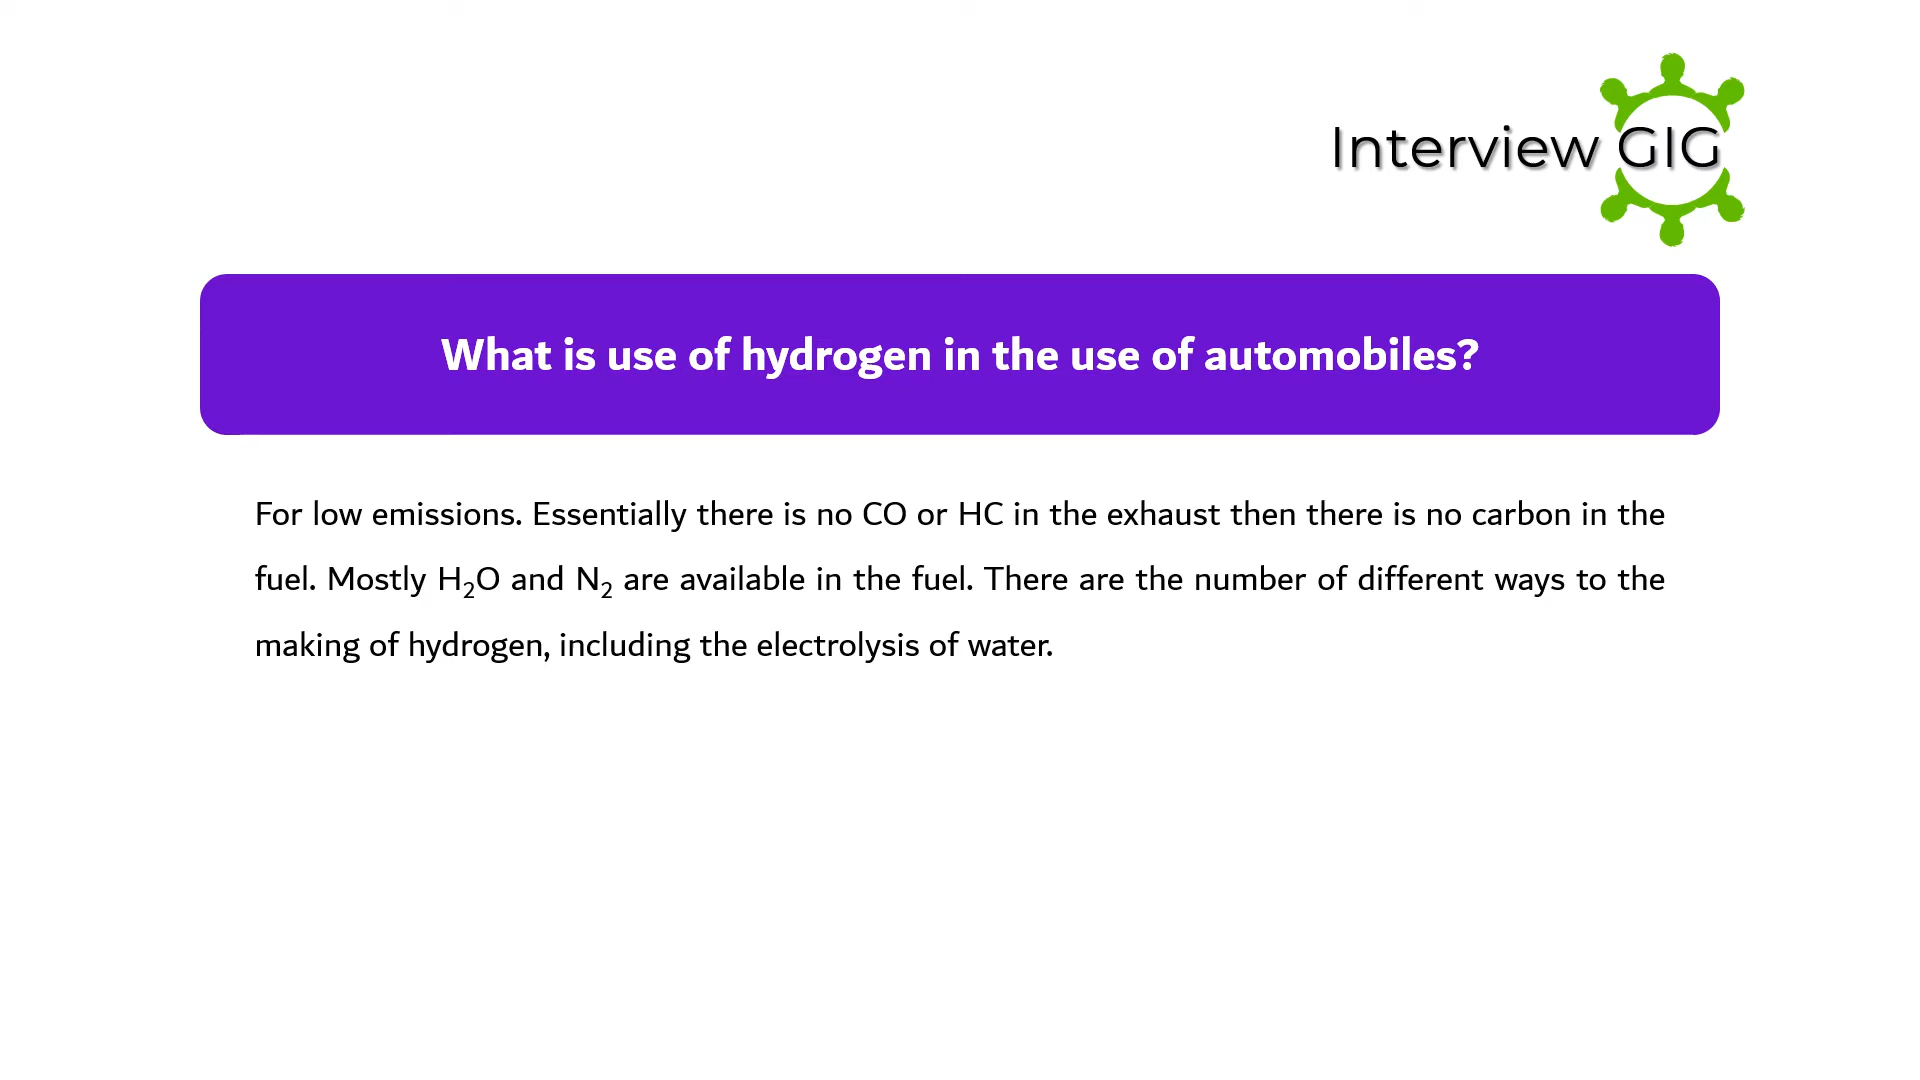 Interview GIG
What is use of hydrogen in the use of automobiles?
For low emissions. Essentially there is no CO or HC in the exhaust then there is no carbon in the
fuel. Mostly H₂O and N₂ are available in the fuel. There are the number of different ways to the
making of hydrogen, including the electrolysis of water.